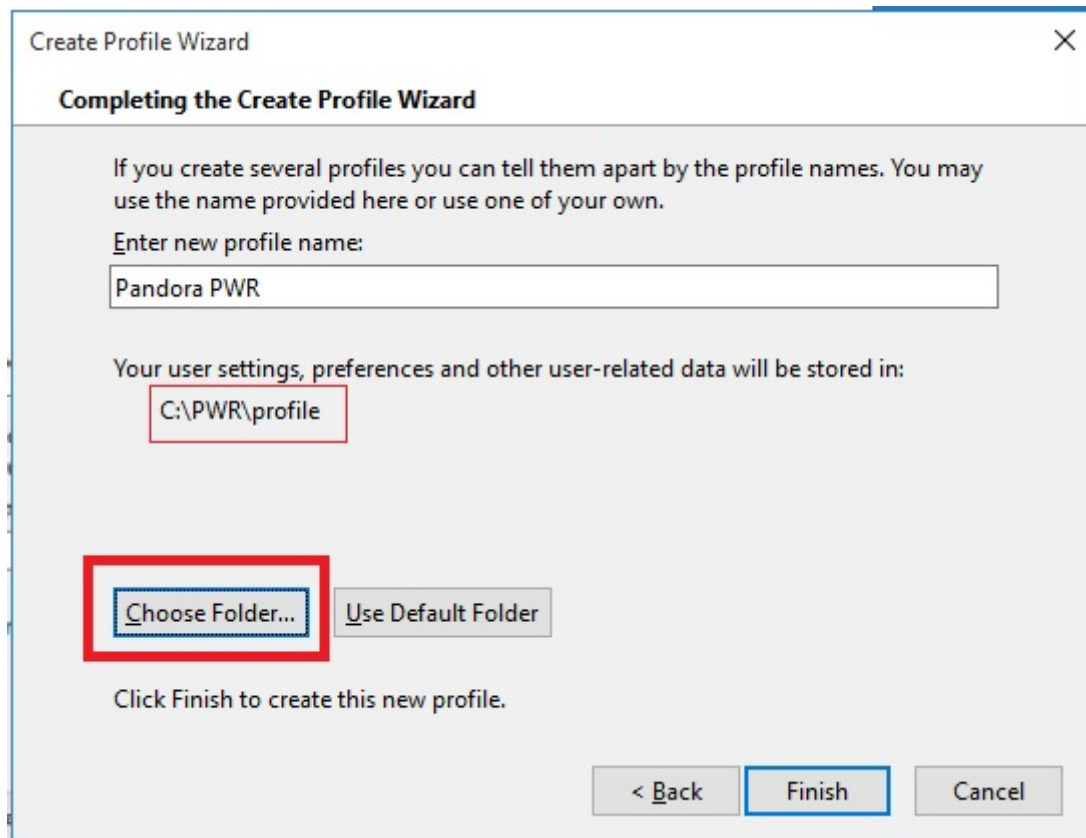 Create Profile Wizard
Completing the Create Profile Wizard
If you create several profiles you can tell them apart by the profile names. You may
use the name provided here or use one of your own.
Enter new profile name:
Pandora PWR
Your user settings, preferences and other user-related data will be stored in:
C:\PWR\profile
Choose Folder...
Use Default Folder
Click Finish to create this new profile.
< Back
Finish
Cancel